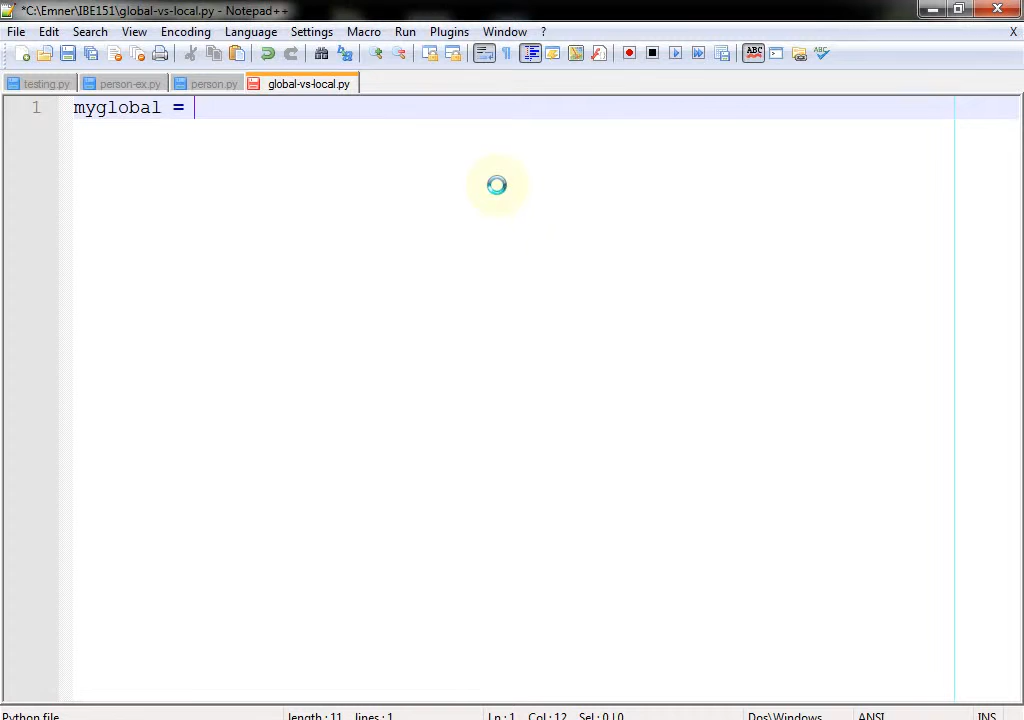 *C:\Emner\IBE151\global-vs-local.py - Notepad++
File Edit Search View Encoding Language Settings Macro Run Plugins Window ? X
testing.py person-ex.py person.py global-vs-local.py
1 myglobal =
Python file length : 11 lines : 1 Ln : 1 Col : 12 Sel : 0 | 0 Dos\Windows ANSI INS